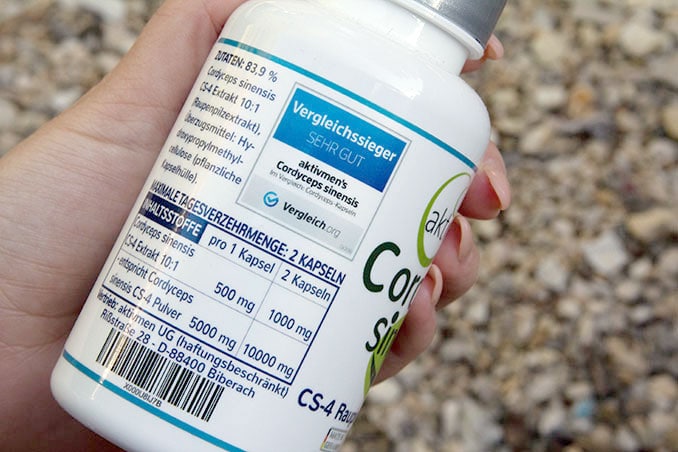 ZUTATEN: 83,9 %
Cordyceps sinensis
CS-4 Extrakt 10:1
(Raupenpilzextrakt),
Überzugsmittel: Hy-
droxypropylmethyl-
cellulose (pflanzliche
Kapselhülle).
Vergleichssieger
SEHR GUT
aktivmen's
Cordyceps sinensis
Im Vergleich: Cordyceps-Kapseln
Vergleich.org
MAXIMALE TAGESVERZEHRMENGE: 2 KAPSELN
INHALTSSTOFFE pro 1 Kapsel 2 Kapseln
Cordyceps sinensis
CS-4 Extrakt 10:1 500 mg 1000 mg
- entspricht Cordyceps
sinensis CS-4 Pulver 5000 mg 10000 mg
Vertrieb: aktivmen UG (haftungsbeschränkt)
Rißstraße 28 - D-88400 Biberach
X000IJBU7B
akt
Cor
si
CS-4 Rau